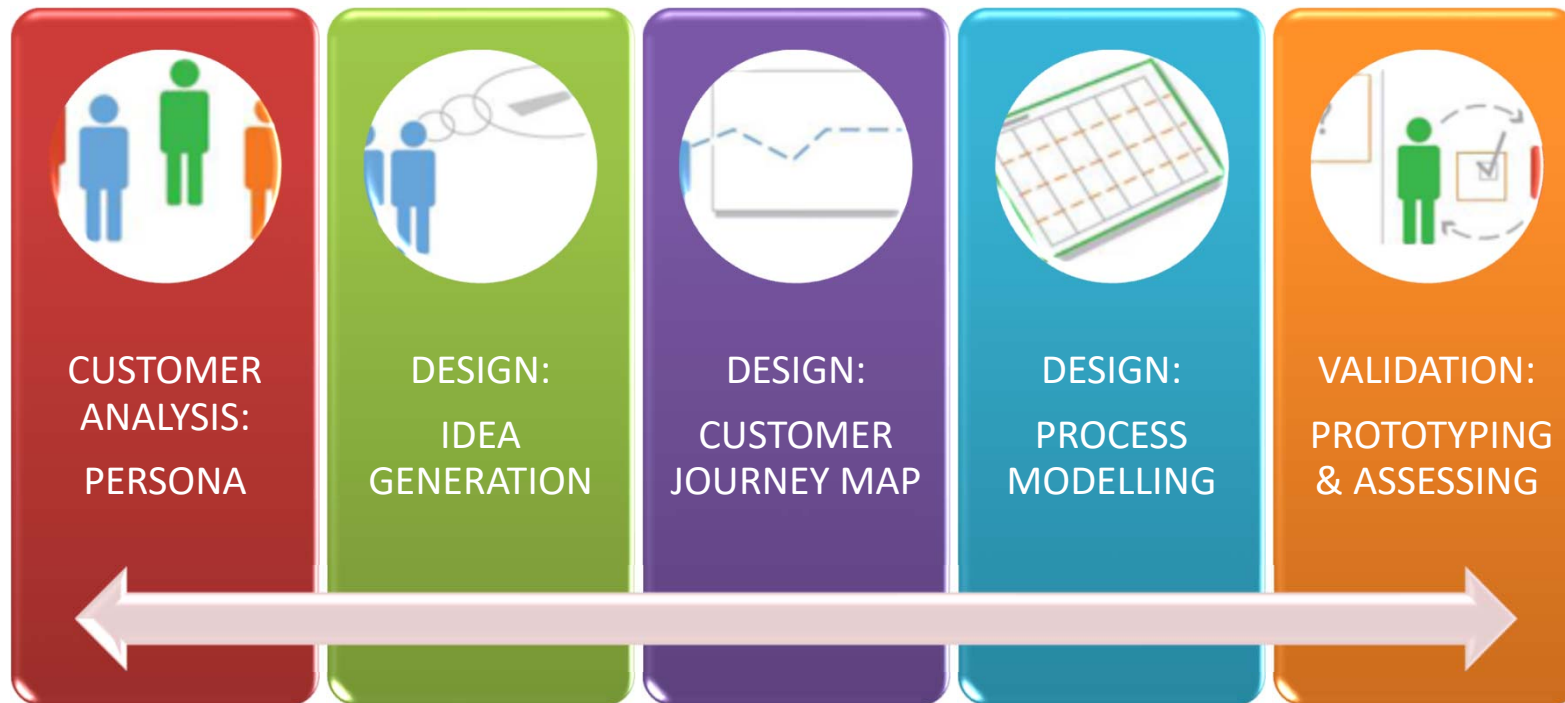 CUSTOMER
ANALYSIS:
PERSONA
DESIGN:
IDEA
GENERATION
DESIGN:
CUSTOMER
JOURNEY MAP
DESIGN:
PROCESS
MODELLING
VALIDATION:
PROTOTYPING
& ASSESSING
?